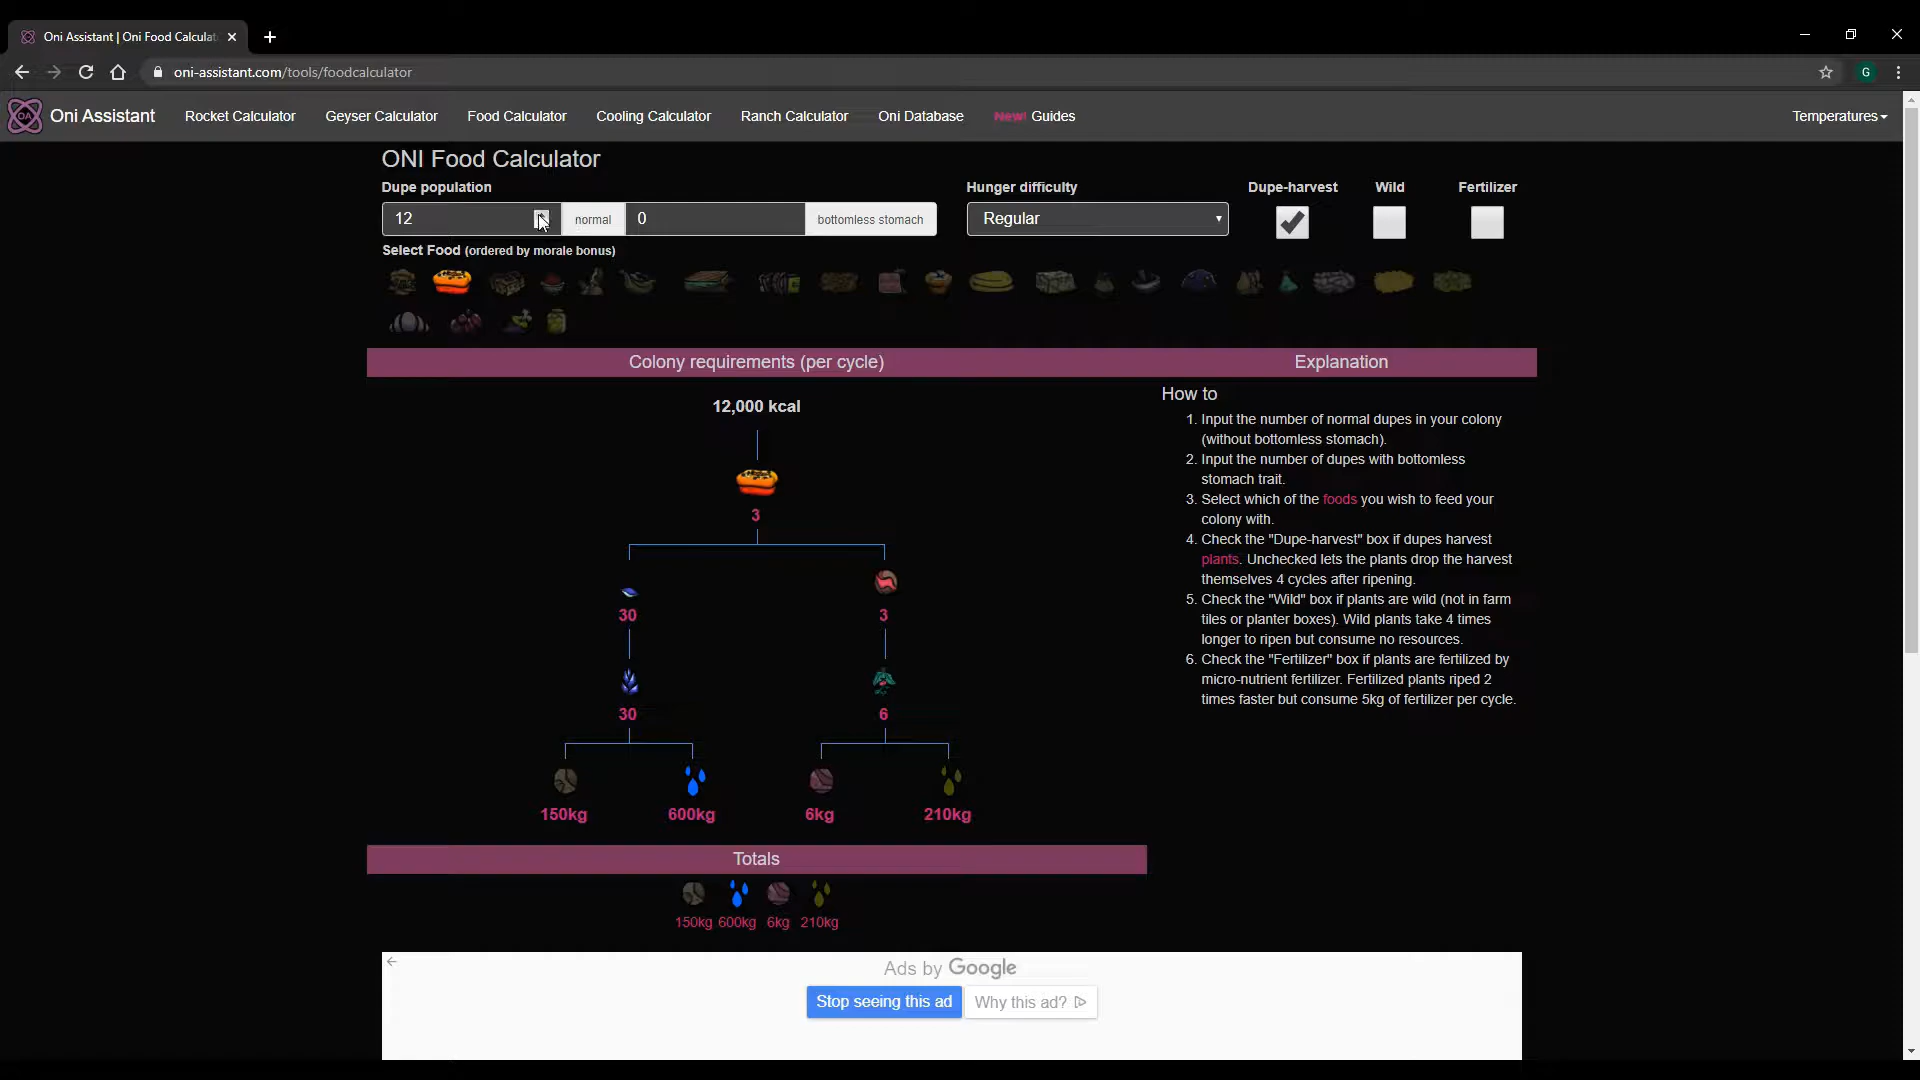 Oni Assistant | Oni Food Calculat
oni-assistant.com/tools/foodcalculator
G
OA
Oni Assistant
Rocket Calculator
Geyser Calculator
Food Calculator
Cooling Calculator
Ranch Calculator
Oni Database
New! Guides
Temperatures
ONI Food Calculator
Dupe population
Hunger difficulty
Dupe-harvest
Wild
Fertilizer
12
normal
0
bottomless stomach
Regular
Select Food (ordered by morale bonus)
Colony requirements (per cycle)
Explanation
12,000 kcal
3
30
3
30
6
150kg
600kg
6kg
210kg
How to
1. Input the number of normal dupes in your colony
(without bottomless stomach).
2. Input the number of dupes with bottomless
stomach trait.
3. Select which of the foods you wish to feed your
colony with.
4. Check the "Dupe-harvest" box if dupes harvest
plants. Unchecked lets the plants drop the harvest
themselves 4 cycles after ripening.
5. Check the "Wild" box if plants are wild (not in farm
tiles or planter boxes). Wild plants take 4 times
longer to ripen but consume no resources.
6. Check the "Fertilizer" box if plants are fertilized by
micro-nutrient fertilizer. Fertilized plants riped 2
times faster but consume 5kg of fertilizer per cycle.
Totals
150kg 600kg 6kg 210kg
Ads by Google
Stop seeing this ad
Why this ad?